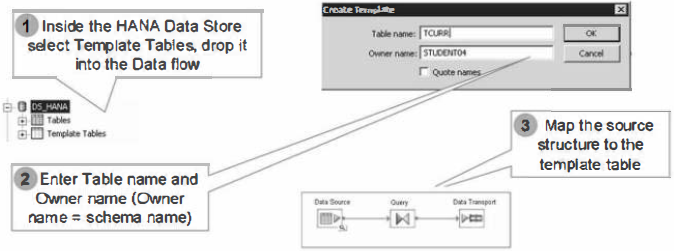 1 Inside the HANA Data Store
select Template Tables, drop it
into the Data flow
DS_HANA
Tables
Template Tables
2 Enter Table name and
Owner name (Owner
name = schema name)
Create Template
Table name: TCURR
OK
Owner name: STUDENT04
Cancel
Quote names
3 Map the source
structure to the
template table
Data Source
Query
Data Transport